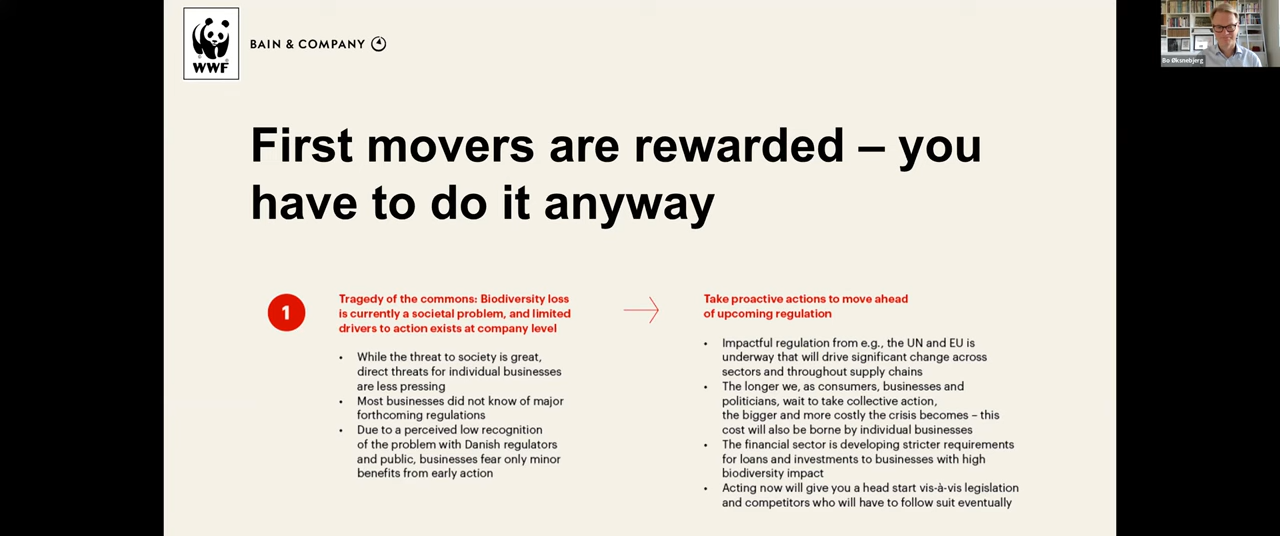 WWF
BAIN & COMPANY
Bo Øksnebjerg
First movers are rewarded – you
have to do it anyway
1
Tragedy of the commons: Biodiversity loss
is currently a societal problem, and limited
drivers to action exists at company level
• While the threat to society is great,
direct threats for individual businesses
are less pressing
• Most businesses did not know of major
forthcoming regulations
• Due to a perceived low recognition
of the problem with Danish regulators
and public, businesses fear only minor
benefits from early action
Take proactive actions to move ahead
of upcoming regulation
• Impactful regulation from e.g., the UN and EU is
underway that will drive significant change across
sectors and throughout supply chains
• The longer we, as consumers, businesses and
politicians, wait to take collective action,
the bigger and more costly the crisis becomes – this
cost will also be borne by individual businesses
• The financial sector is developing stricter requirements
for loans and investments to businesses with high
biodiversity impact
• Acting now will give you a head start vis-à-vis legislation
and competitors who will have to follow suit eventually